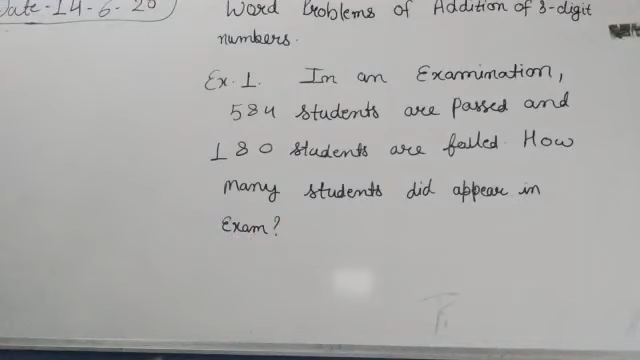 Date-14-6-20
Word Problems of Addition of 3-digit
numbers.
Ex.1. In an Examination,
584 students are passed and
180 students are failed. How
many students did appear in
Exam?